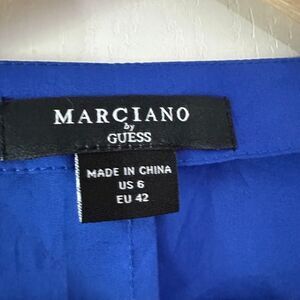 MARCIANO
by
GUESS
MADE IN CHINA
US 6
EU 42